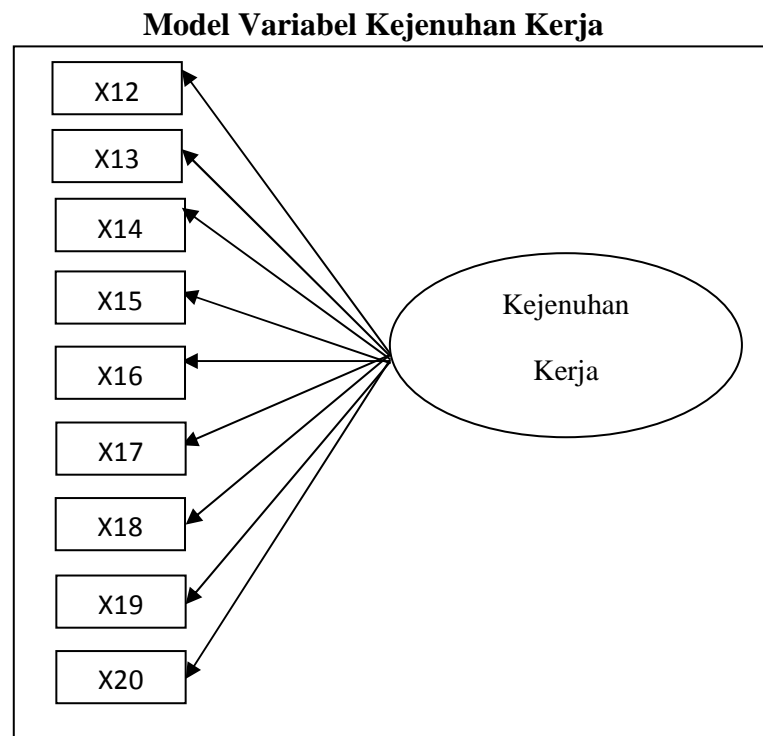 Model Variabel Kejenuhan Kerja
X12
X13
X14
X15
X16
X17
X18
X19
X20
Kejenuhan
Kerja